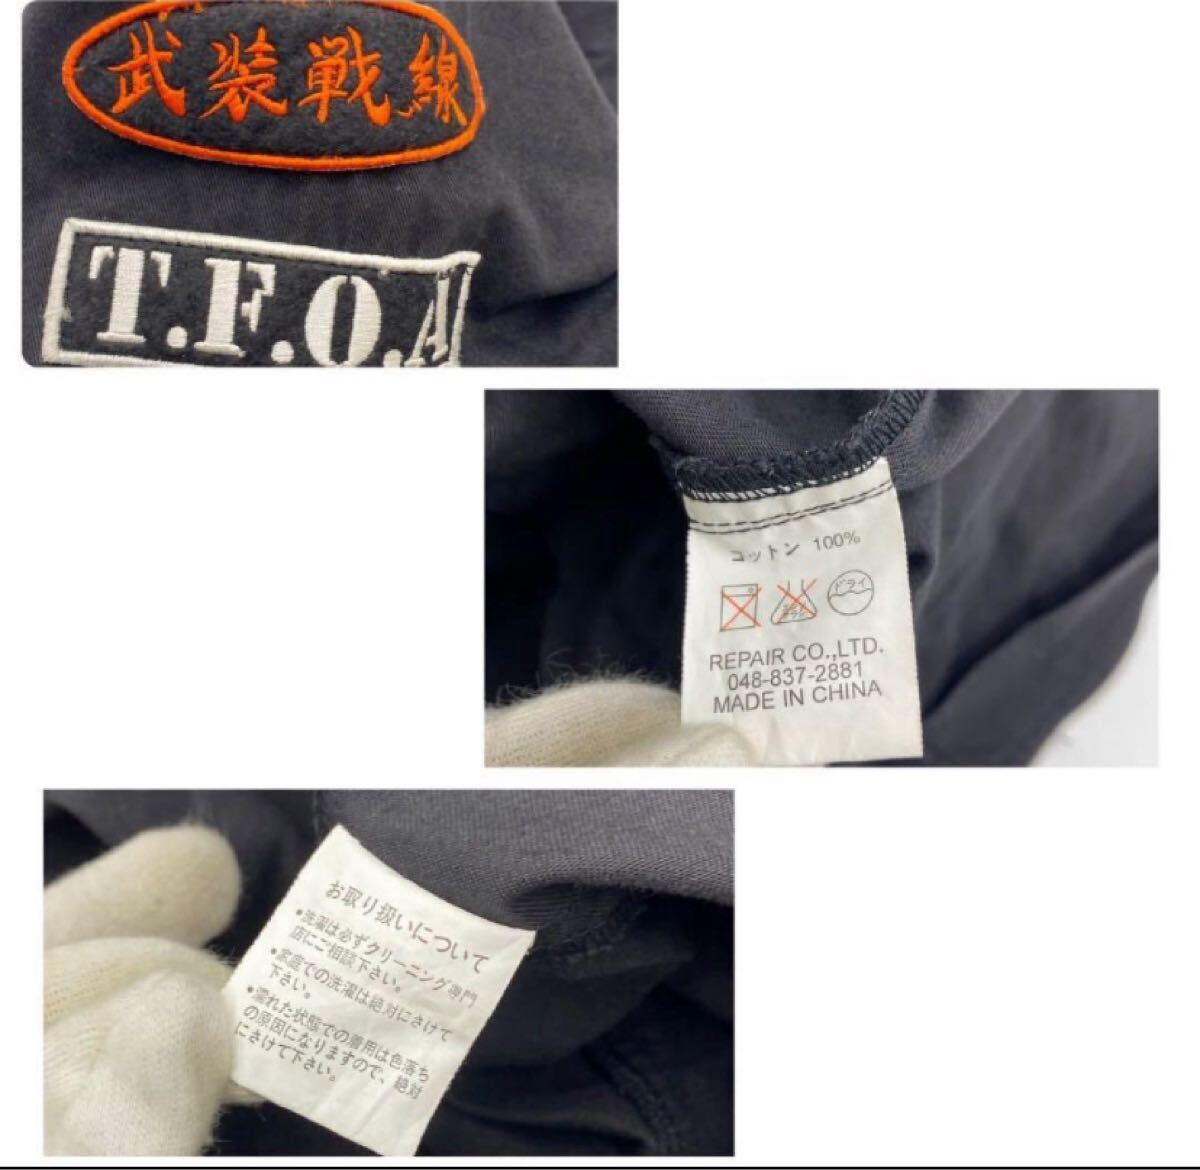 武装戦線
T.F.O.A
コットン 100%
ドライ
REPAIR CO.,LTD.
048-837-2881
MADE IN CHINA
お取り扱いについて
•洗濯は必ずクリーニング専門
店にご相談下さい。
•家庭での洗濯は絶対にさけて
下さい。
•濡れた状態での着用は色落ち
の原因になりますので、絶対
にさけて下さい。